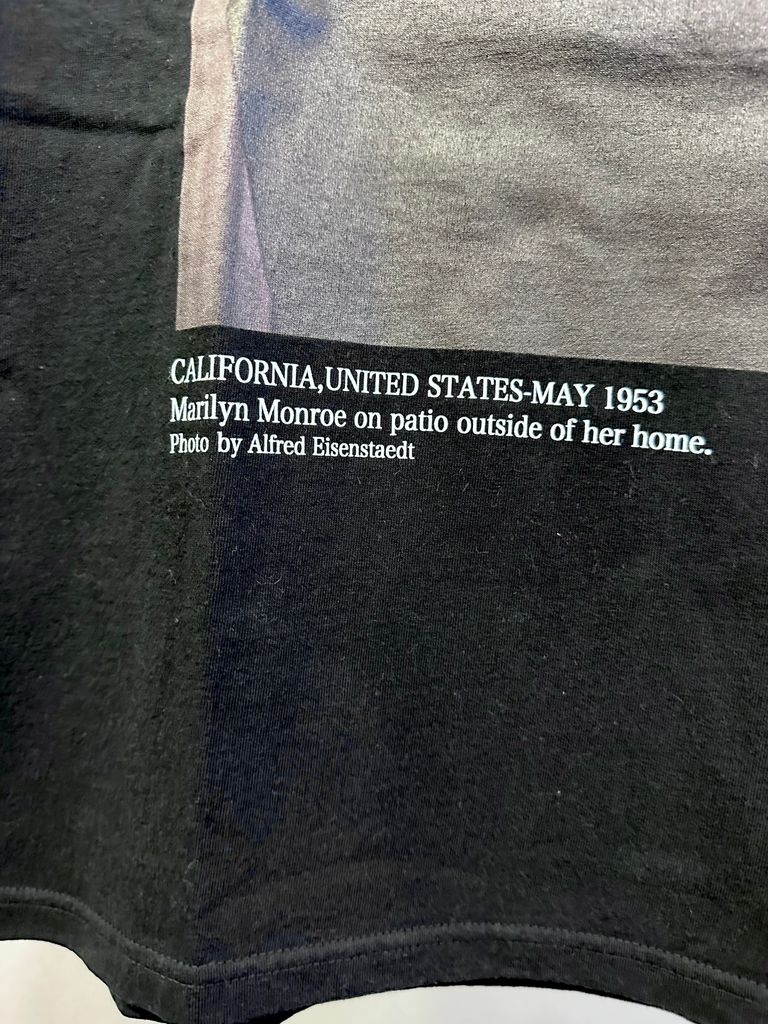 CALIFORNIA,UNITED STATES-MAY 1953
Marilyn Monroe on patio outside of her home.
Photo by Alfred Eisenstaedt